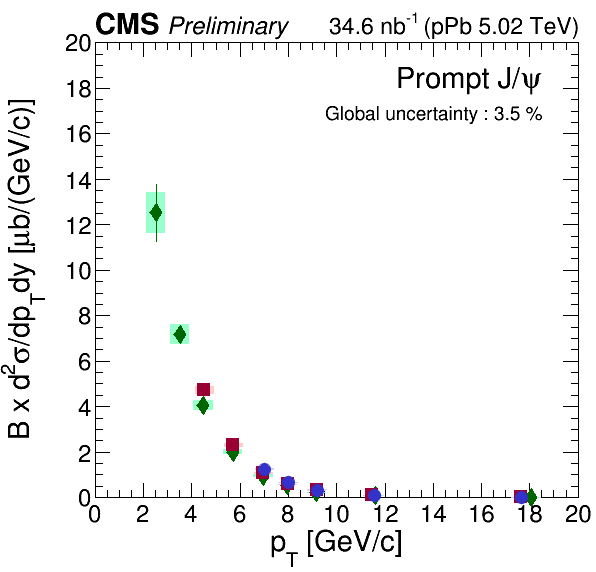 CMS Preliminary 34.6 nb⁻¹ (pPb 5.02 TeV)
Prompt J/ψ
Global uncertainty : 3.5 %
B x d²σ/dp_T dy [μb/(GeV/c)]
20
18
16
14
12
10
8
6
4
2
0
0 2 4 6 8 10 12 14 16 18 20
p_T [GeV/c]